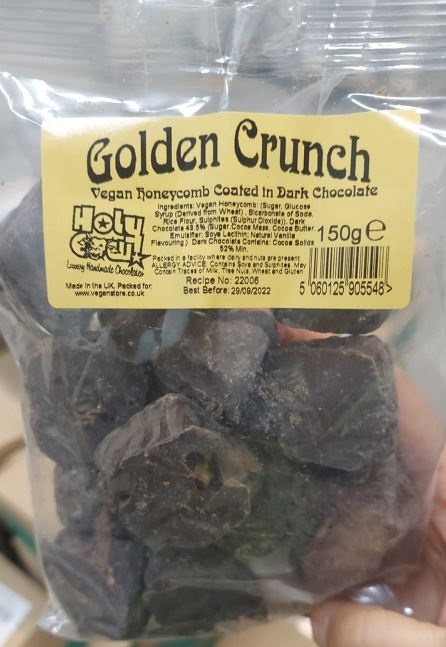 Golden Crunch
Vegan Honeycomb Coated in Dark Chocolate
Ingredients: Vegan Honeycomb: (Sugar, Glucose
Syrup (Derived from Wheat), Bicarbonate of Soda,
Rice Flour, Sulphites (Sulphur Dioxide)), Dark
Chocolate 49.5% (Sugar, Cocoa Mass, Cocoa Butter,
Emulsifier: Soya Lecithin; Natural Vanilla
Flavouring) Dark Chocolate Contains: Cocoa Solids
52% Min.
150g e
Holy
Cow!
Luxury Handmade Chocolates
Packed in a facility where dairy and nuts are present.
ALLERGY ADVICE: Contains Soya and Sulphites. May
Contain Traces of Milk, Tree Nuts, Wheat and Gluten
Made in the UK. Packed for:
www.veganstore.co.uk
Recipe No: 22006
Best Before: 29/09/2022
5 060125 905548 >